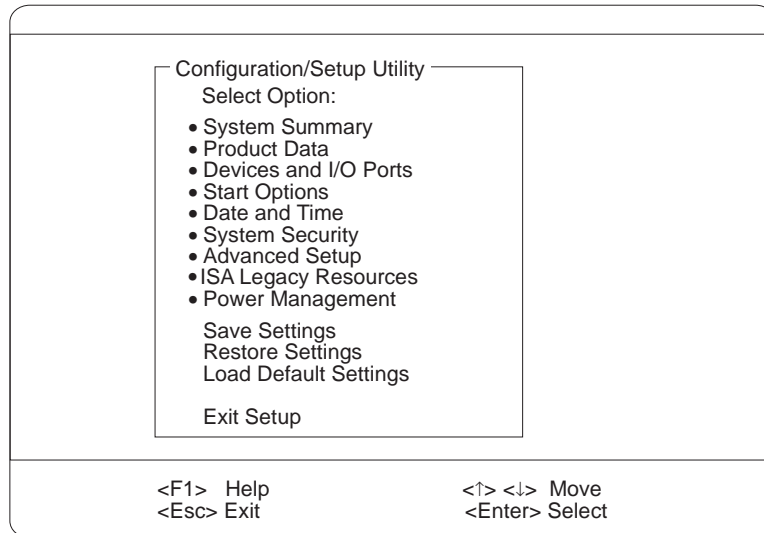 Configuration/Setup Utility
Select Option:
• System Summary
• Product Data
• Devices and I/O Ports
• Start Options
• Date and Time
• System Security
• Advanced Setup
•ISA Legacy Resources
• Power Management
Save Settings
Restore Settings
Load Default Settings
Exit Setup
<F1> Help <↑> <↓> Move
<Esc> Exit <Enter> Select